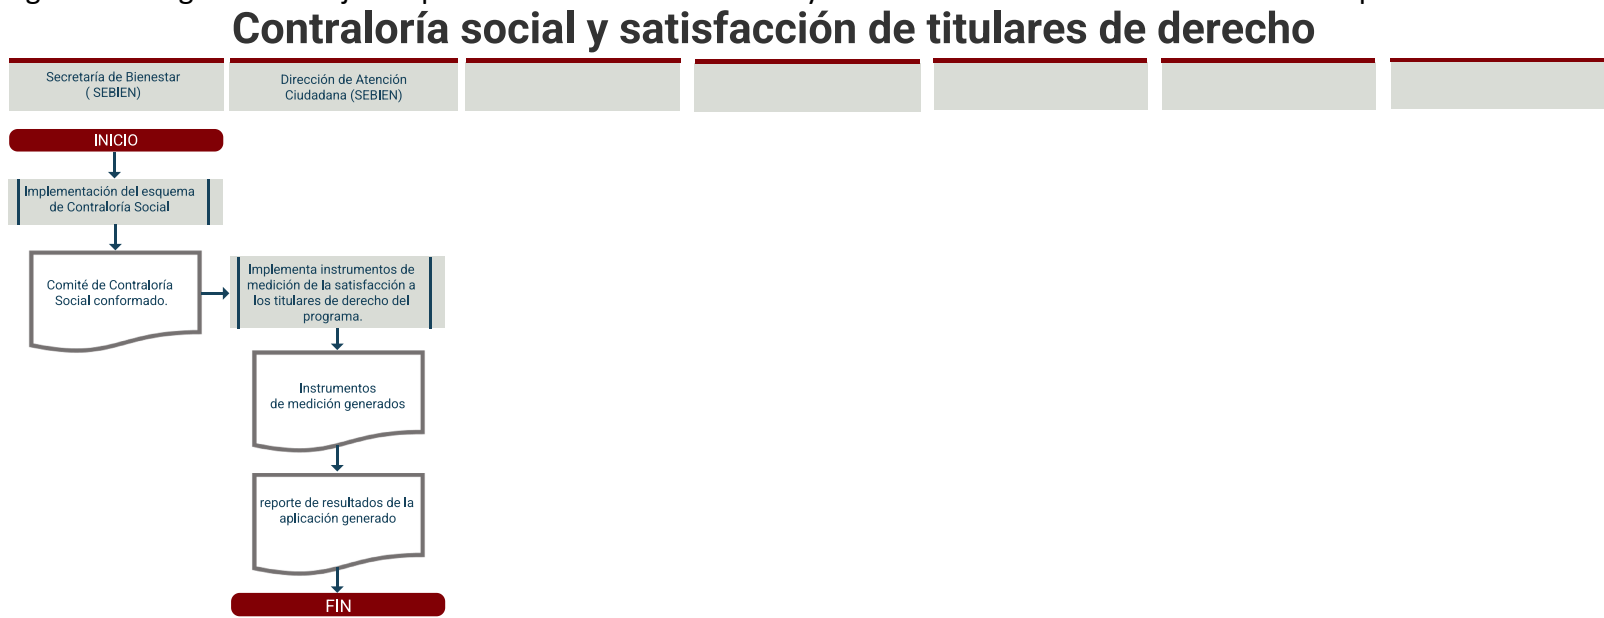 Contraloría social y satisfacción de titulares de derecho
Secretaría de Bienestar
( SEBIEN)
Dirección de Atención
Ciudadana (SEBIEN)
INICIO
Implementación del esquema
de Contraloría Social
Comité de Contraloría
Social conformado.
Implementa instrumentos de
medición de la satisfacción a
los titulares de derecho del
programa.
Instrumentos
de medición generados
reporte de resultados de la
aplicación generado
FIN